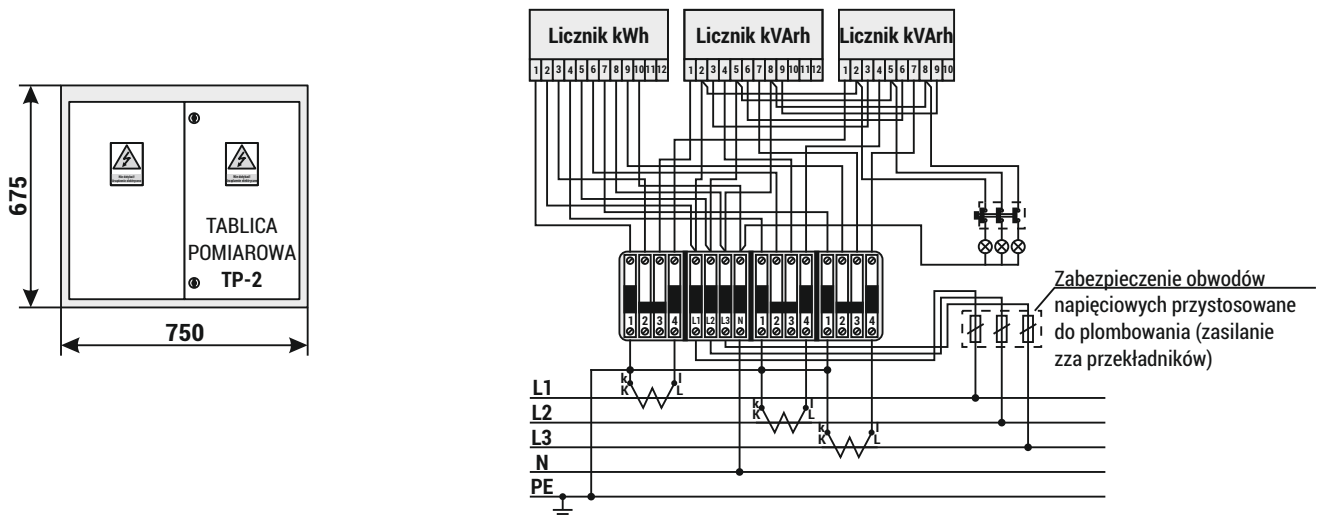 675
TABLICA
POMIAROWA
TP-2
750
Licznik kWh
1 2 3 4 5 6 7 8 9 10 11 12
Licznik kVArh
1 2 3 4 5 6 7 8 9 10 11 12
Licznik kVArh
1 2 3 4 5 6 7 8 9 10
1 2 3 4 L1 L2 L3 N 1 2 3 4 1 2 3 4
Zabezpieczenie obwodów
napięciowych przystosowane
do plombowania (zasilanie
zza przekładników)
k l
K L
k l
K L
k l
K L
L1
L2
L3
N
PE